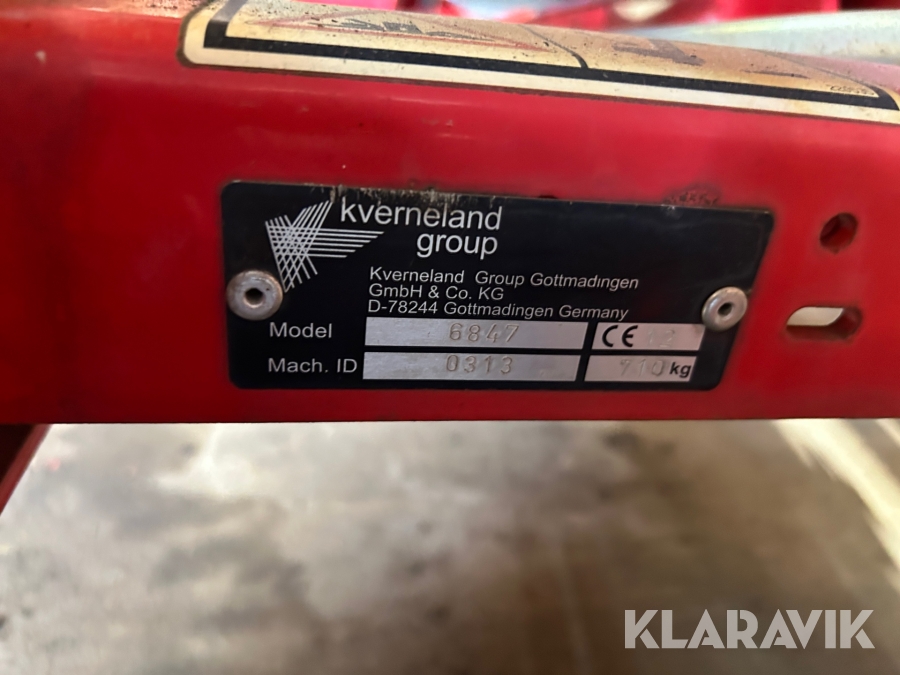 kverneland
group
Kverneland Group Gottmadingen
GmbH & Co. KG
D-78244 Gottmadingen Germany
Model 6847 CE 12
Mach. ID 0313 710 kg
KLARAVIK